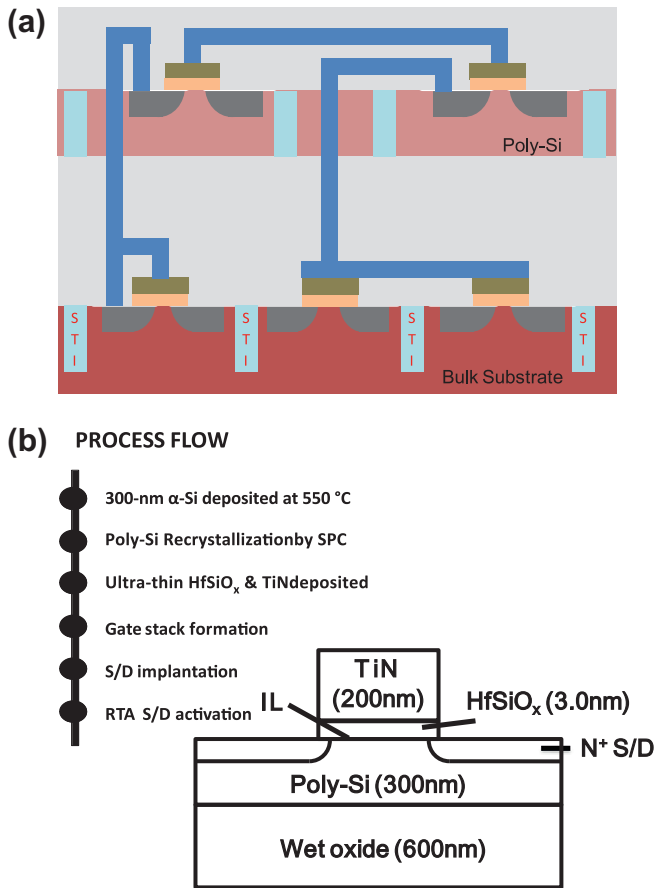 (a)
Poly-Si
S
T
I
S
T
I
S
T
I
S
T
I
Bulk Substrate
(b) PROCESS FLOW
300-nm α-Si deposited at 550 °C
Poly-Si Recrystallizationby SPC
Ultra-thin HfSiOₓ & TiNdeposited
Gate stack formation
S/D implantation
RTA S/D activation
TiN
(200nm)
IL
HfSiOₓ (3.0nm)
N⁺ S/D
Poly-Si (300nm)
Wet oxide (600nm)